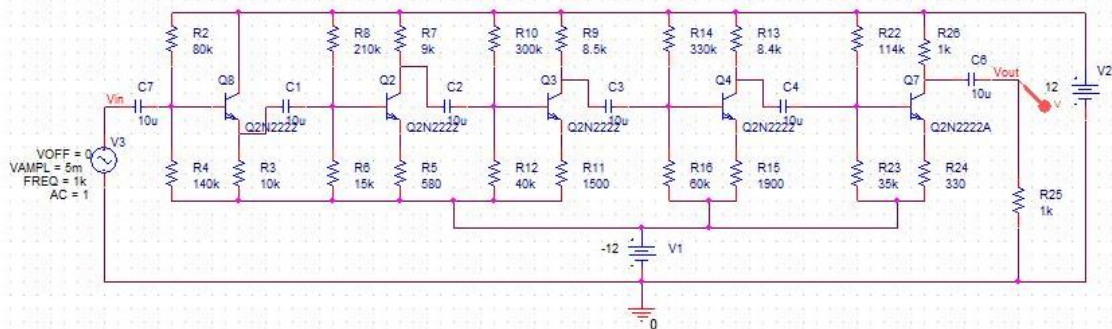 R2
80k
R8
210k
R7
9k
R10
300k
R9
8.5k
R14
330k
R13
8.4k
R22
114k
R26
1k
C6
10u
Vout
12
V
V2
Vin
C7
10u
Q8
Q2N2222
C1
10u
Q2
Q2N2222
C2
10u
Q3
Q2N2222
C3
10u
Q4
Q2N2222
C4
10u
Q7
Q2N2222A
V3
VOFF = 0
VAMPL = 5m
FREQ = 1k
AC = 1
R4
140k
R3
10k
R6
15k
R5
580
R12
40k
R11
1500
R16
60k
R15
1900
R23
35k
R24
330
R25
1k
-12
V1
0